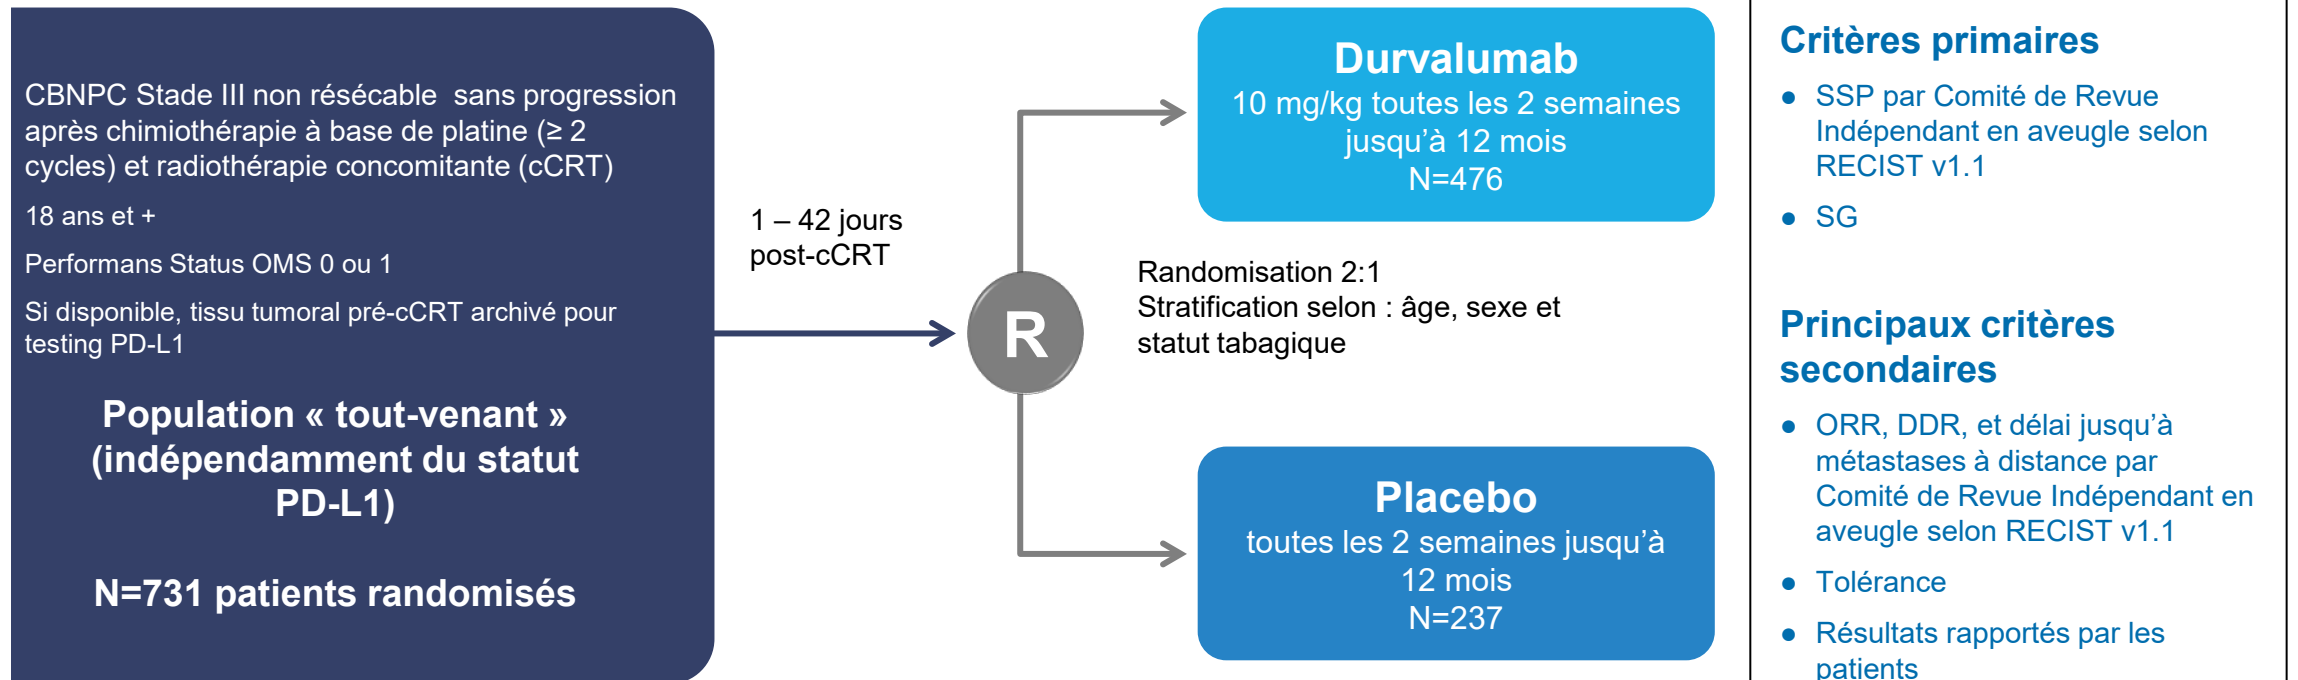 CBNPC Stade III non résécable  sans progression
après chimiothérapie à base de platine (≥ 2
cycles) et radiothérapie concomitante (cCRT)
18 ans et +
Performans Status OMS 0 ou 1
Si disponible, tissu tumoral pré-cCRT archivé pour
testing PD-L1
Population « tout-venant »
(indépendamment du statut
PD-L1)
N=731 patients randomisés
1 – 42 jours
post-cCRT
R
Durvalumab
10 mg/kg toutes les 2 semaines
jusqu’à 12 mois
N=476
Randomisation 2:1
Stratification selon : âge, sexe et
statut tabagique
Placebo
toutes les 2 semaines jusqu’à
12 mois
N=237
Critères primaires
● SSP par Comité de Revue
Indépendant en aveugle selon
RECIST v1.1
● SG
Principaux critères
secondaires
● ORR, DDR, et délai jusqu’à
métastases à distance par
Comité de Revue Indépendant en
aveugle selon RECIST v1.1
● Tolérance
● Résultats rapportés par les
patients